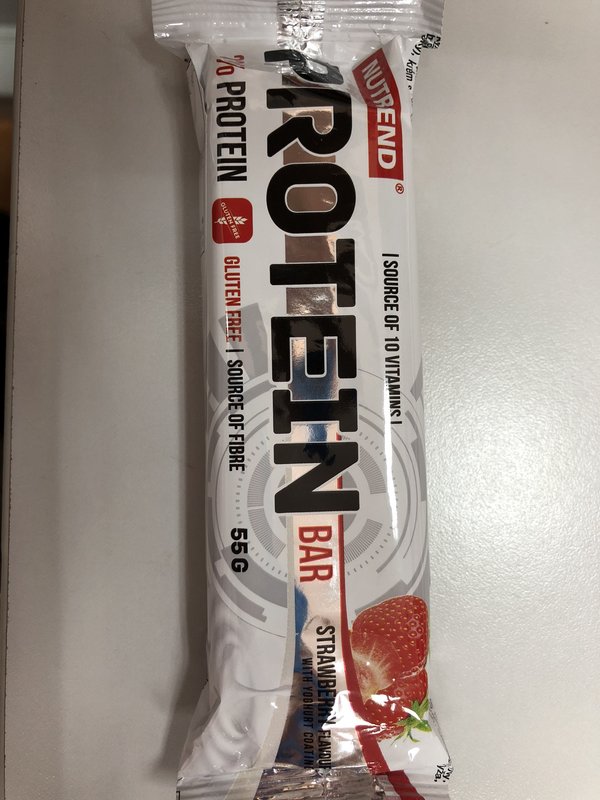 NUTREND®
| SOURCE OF 10 VITAMINS |
PROTEIN
BAR
STRAWBERRY FLAVOUR
WITH YOGHURT COATIN
% PROTEIN
GLUTEN FREE
GLUTEN FREE | SOURCE OF FIBRE
55G